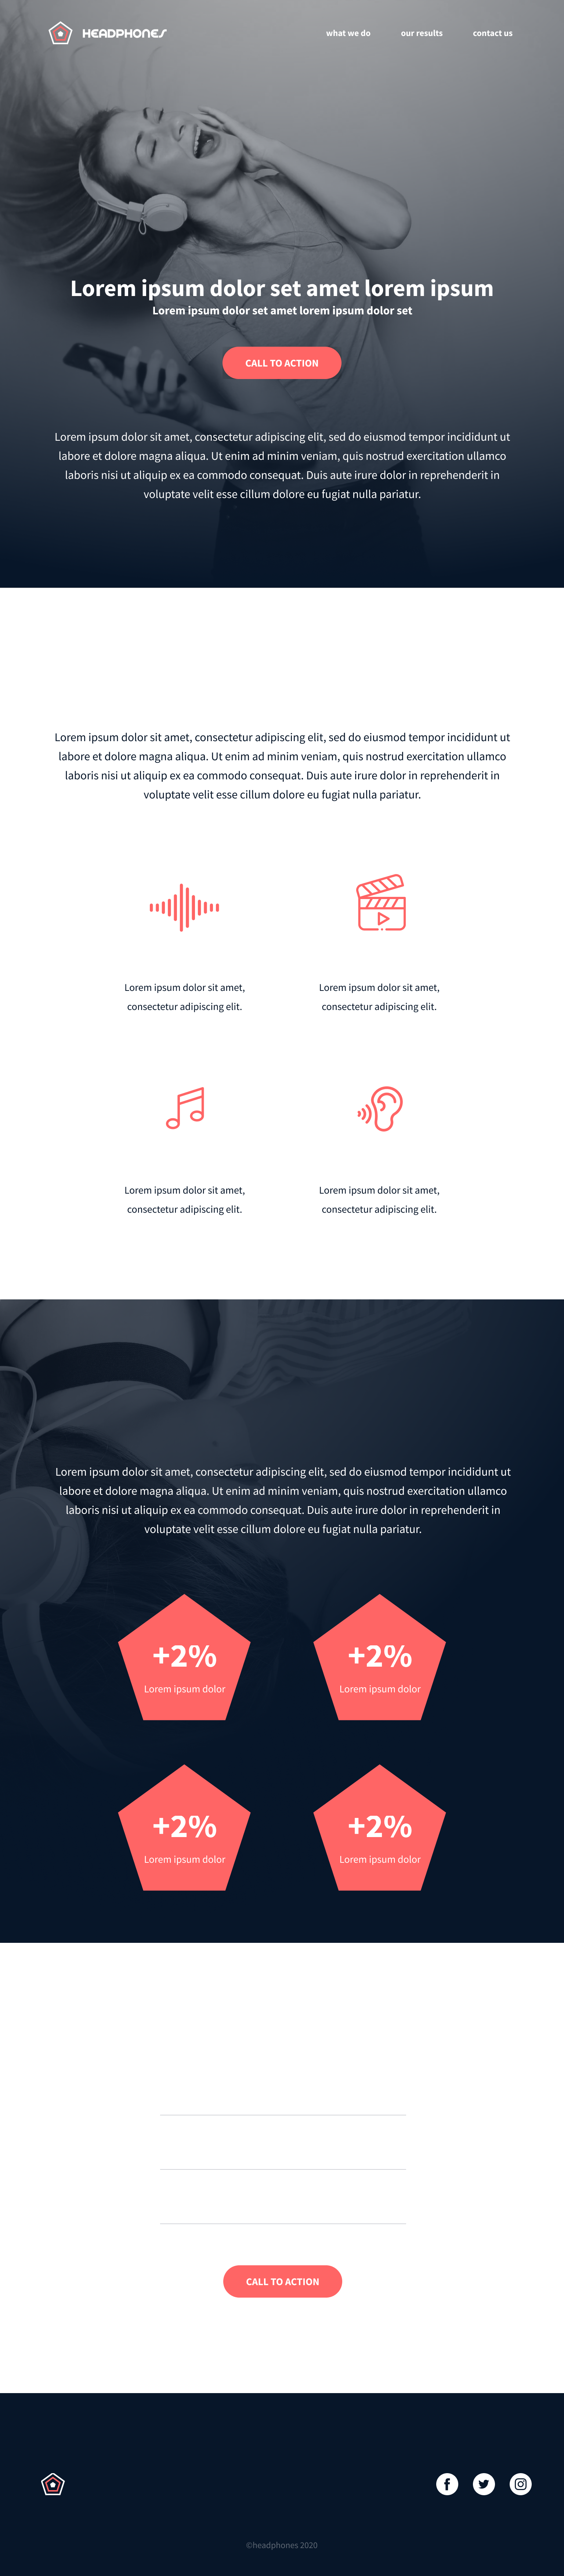 HEADPHONES
what we do our results contact us
Lorem ipsum dolor set amet lorem ipsum
Lorem ipsum dolor set amet lorem ipsum dolor set
CALL TO ACTION
Lorem ipsum dolor sit amet, consectetur adipiscing elit, sed do eiusmod tempor incididunt ut
labore et dolore magna aliqua. Ut enim ad minim veniam, quis nostrud exercitation ullamco
laboris nisi ut aliquip ex ea commodo consequat. Duis aute irure dolor in reprehenderit in
voluptate velit esse cillum dolore eu fugiat nulla pariatur.
Lorem ipsum dolor sit amet, consectetur adipiscing elit, sed do eiusmod tempor incididunt ut
labore et dolore magna aliqua. Ut enim ad minim veniam, quis nostrud exercitation ullamco
laboris nisi ut aliquip ex ea commodo consequat. Duis aute irure dolor in reprehenderit in
voluptate velit esse cillum dolore eu fugiat nulla pariatur.
Lorem ipsum dolor sit amet,
consectetur adipiscing elit.
Lorem ipsum dolor sit amet,
consectetur adipiscing elit.
Lorem ipsum dolor sit amet,
consectetur adipiscing elit.
Lorem ipsum dolor sit amet,
consectetur adipiscing elit.
Lorem ipsum dolor sit amet, consectetur adipiscing elit, sed do eiusmod tempor incididunt ut
labore et dolore magna aliqua. Ut enim ad minim veniam, quis nostrud exercitation ullamco
laboris nisi ut aliquip ex ea commodo consequat. Duis aute irure dolor in reprehenderit in
voluptate velit esse cillum dolore eu fugiat nulla pariatur.
+2%
Lorem ipsum dolor
+2%
Lorem ipsum dolor
+2%
Lorem ipsum dolor
+2%
Lorem ipsum dolor
CALL TO ACTION
©headphones 2020